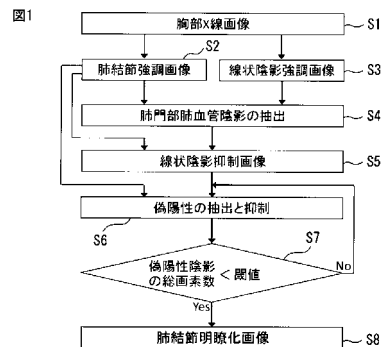 図1
胸部X線画像
S1
S2
肺結節強調画像
線状陰影強調画像
S3
肺門部肺血管陰影の抽出
S4
線状陰影抑制画像
S5
偽陽性の抽出と抑制
S6
S7
偽陽性陰影
の総画素数 < 閾値
No
Yes
肺結節明瞭化画像
S8